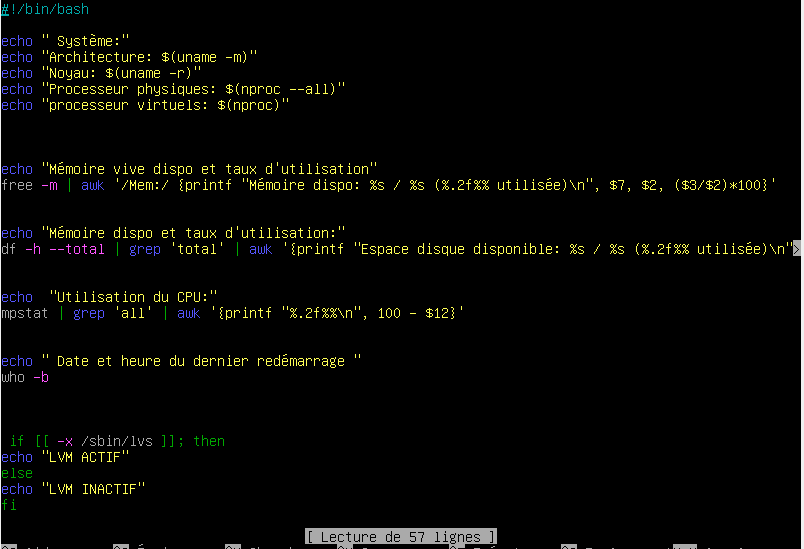 #!/bin/bash
echo " Système:"
echo "Architecture: $(uname -m)"
echo "Noyau: $(uname -r)"
echo "Processeur physiques: $(nproc --all)"
echo "processeur virtuels: $(nproc)"
echo "Mémoire vive dispo et taux d'utilisation"
free -m | awk '/Mem:/ {printf "Mémoire dispo: %s / %s (%.2f%% utilisée)\n", $7, $2, ($3/$2)*100}'
echo "Mémoire dispo et taux d'utilisation:"
df -h --total | grep 'total' | awk '{printf "Espace disque disponible: %s / %s (%.2f%% utilisée)\n">
echo  "Utilisation du CPU:"
mpstat | grep 'all' | awk '{printf "%.2f%%\n", 100 - $12}'
echo " Date et heure du dernier redémarrage "
who -b
if [[ -x /sbin/lvs ]]; then
echo "LVM ACTIF"
else
echo "LVM INACTIF"
fi
[ Lecture de 57 lignes ]